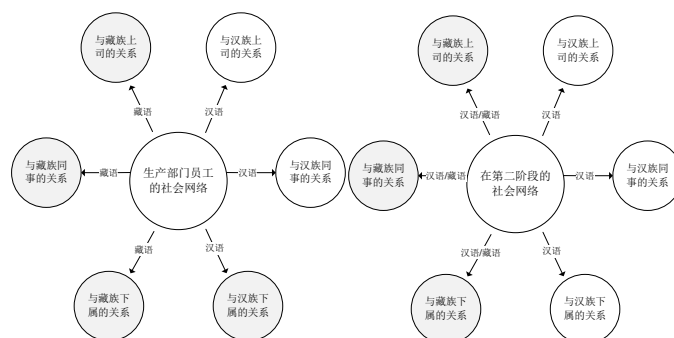 与藏族上
司的关系
与汉族上
司的关系
藏语
汉语
与藏族同
事的关系
藏语
生产部门员工
的社会网络
汉语
与汉族同
事的关系
藏语
汉语
与藏族下
属的关系
与汉族下
属的关系
与藏族上
司的关系
与汉族上
司的关系
汉语/藏语
汉语
与藏族同
事的关系
汉语/藏语
在第二阶段的
社会网络
汉语
与汉族同
事的关系
汉语/藏语
汉语
与藏族下
属的关系
与汉族下
属的关系